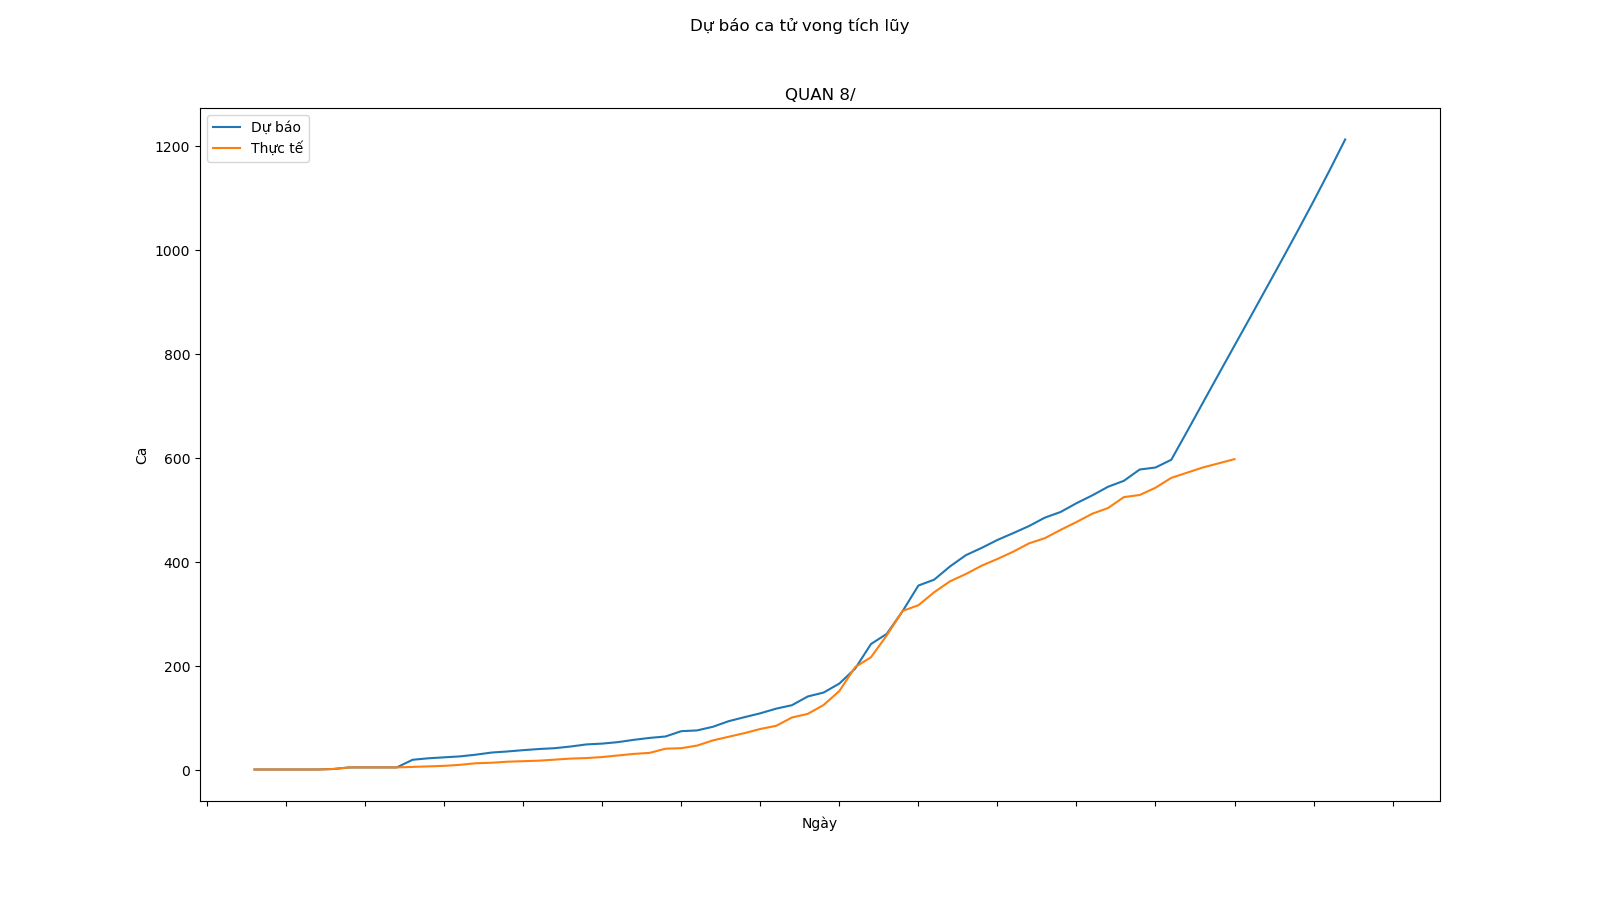 Dự báo ca tử vong tích lũy
QUAN 8/
Dự báo
Thực tế
1200
1000
800
600
400
200
0
Ca
Ngày